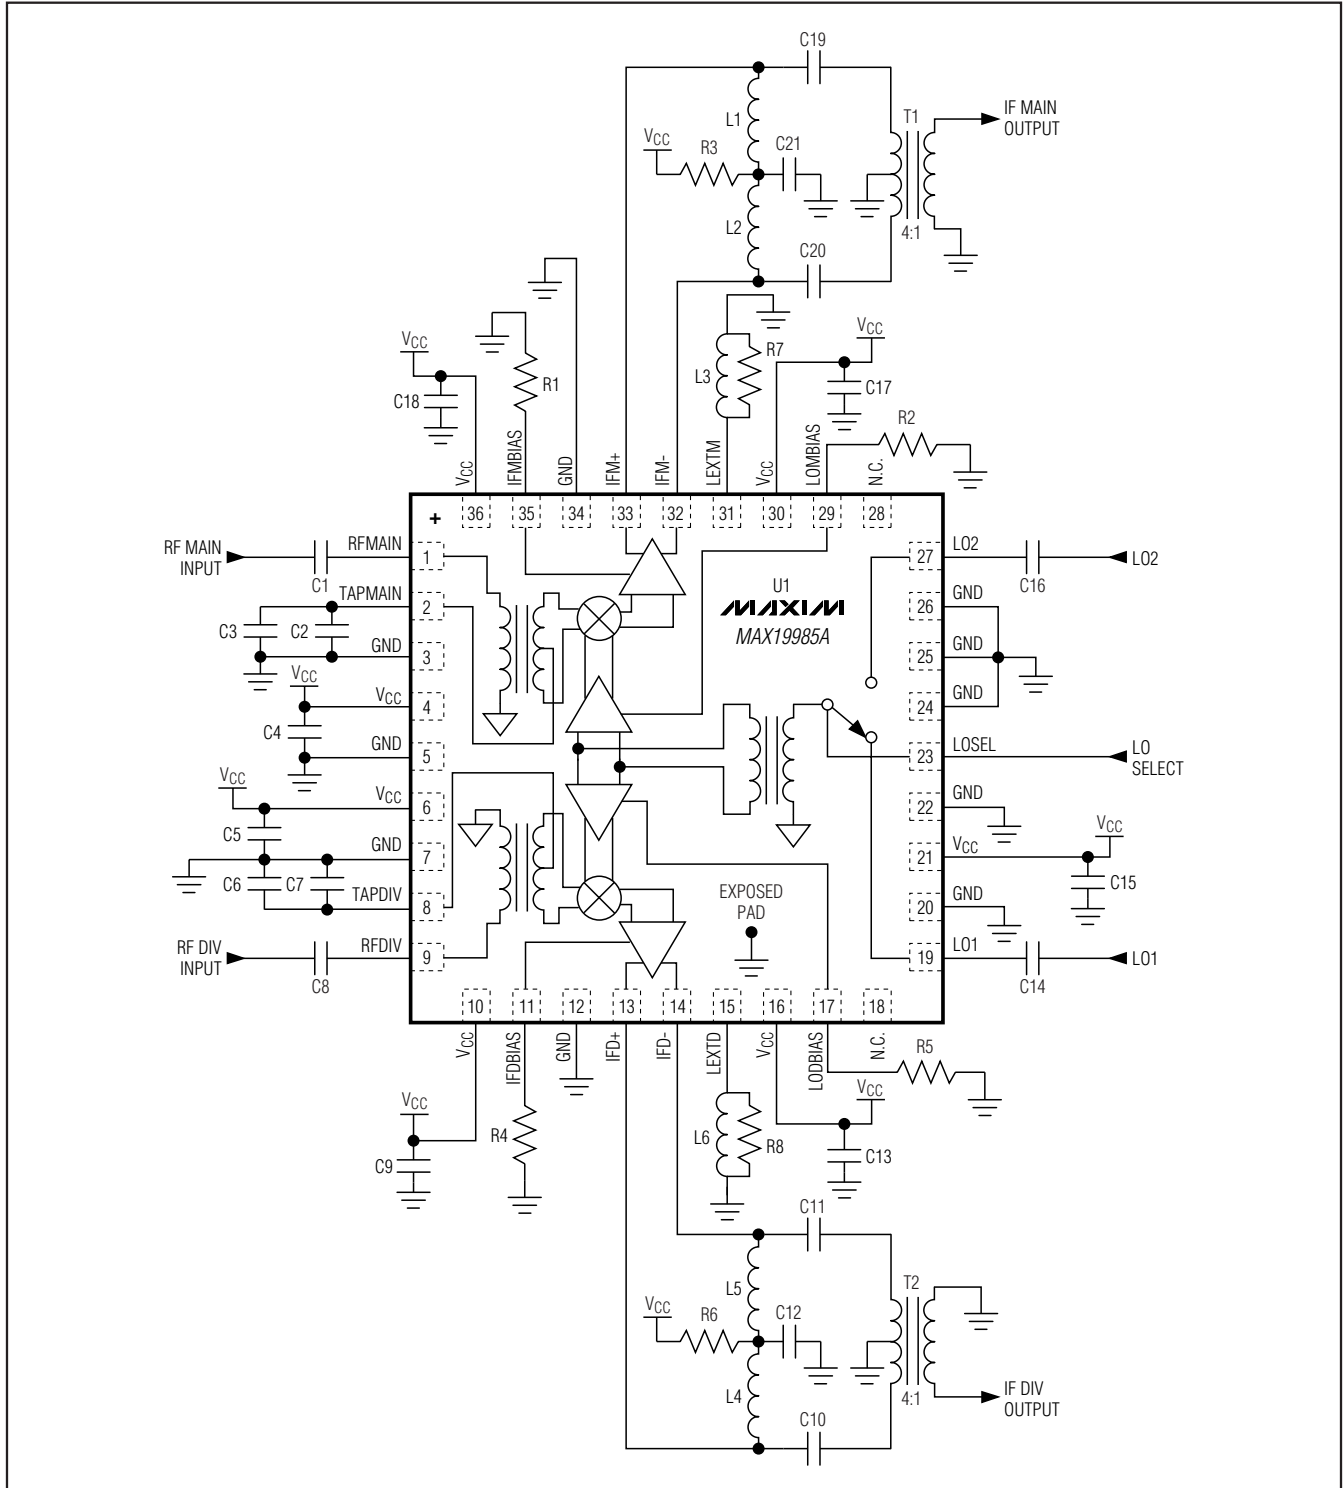 C19
T1
IF MAIN
OUTPUT
L1
VCC
R3
C21
L2
4:1
C20
VCC
R7
L3
VCC
R1
C18
C17
R2
VCC
IFMBIAS
GND
IFM+
IFM-
LEXTM
VCC
LOMBIAS
N.C.
+
36
35
34
33
32
31
30
29
28
RF MAIN
INPUT
C1
RFMAIN
1
27
LO2
C16
LO2
U1
MAXIM
MAX19985A
TAPMAIN
2
26
GND
C3
C2
GND
3
25
GND
VCC
VCC
4
24
GND
C4
GND
5
23
LOSEL
LO
SELECT
VCC
VCC
6
22
GND
C5
GND
7
21
VCC
VCC
C6
C7
C15
TAPDIV
8
20
GND
EXPOSED
PAD
RF DIV
INPUT
C8
RFDIV
9
19
LO1
C14
LO1
10
11
12
13
14
15
16
17
18
VCC
IFDBIAS
GND
IFD+
IFD-
LEXTD
VCC
LODBIAS
N.C.
R5
VCC
VCC
C9
R4
L6
R8
C13
C11
L5
T2
VCC
R6
C12
L4
4:1
IF DIV
OUTPUT
C10